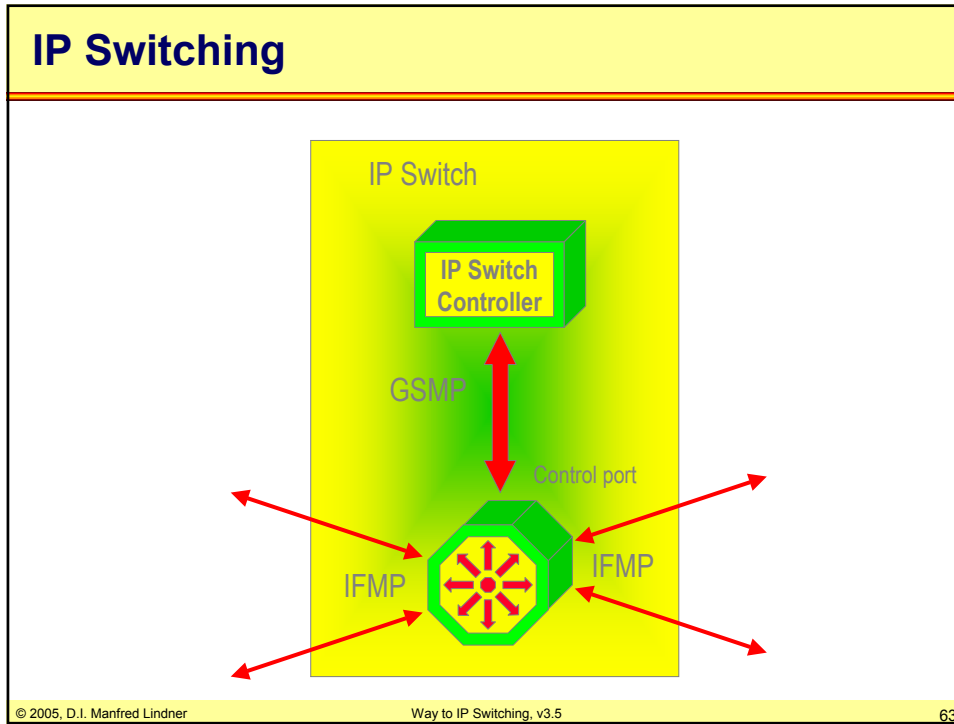 IP Switching
IP Switch
IP Switch
Controller
GSMP
Control port
IFMP
IFMP
© 2005, D.I. Manfred Lindner
Way to IP Switching, v3.5
63